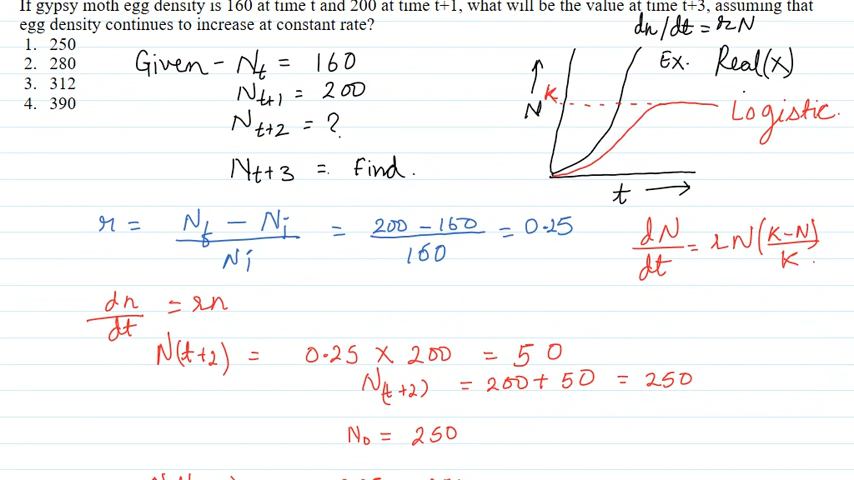 If gypsy moth egg density is 160 at time t and 200 at time t+1, what will be the value at time t+3, assuming that
egg density continues to increase at constant rate?
1. 250
2. 280
3. 312
4. 390
Given - Nt = 160
Nt+1 = 200
Nt+2 = ?
Nt+3 = Find.
dn/dt = rN
Ex. Real(x)
K
N
Logistic
t
r = Nf - Ni / Ni = 200 - 160 / 160 = 0.25
dN/dt = rN (K-N / K)
dn/dt = rn
N(t+2) = 0.25 x 200 = 50
N(t+2) = 200 + 50 = 250
N0 = 250